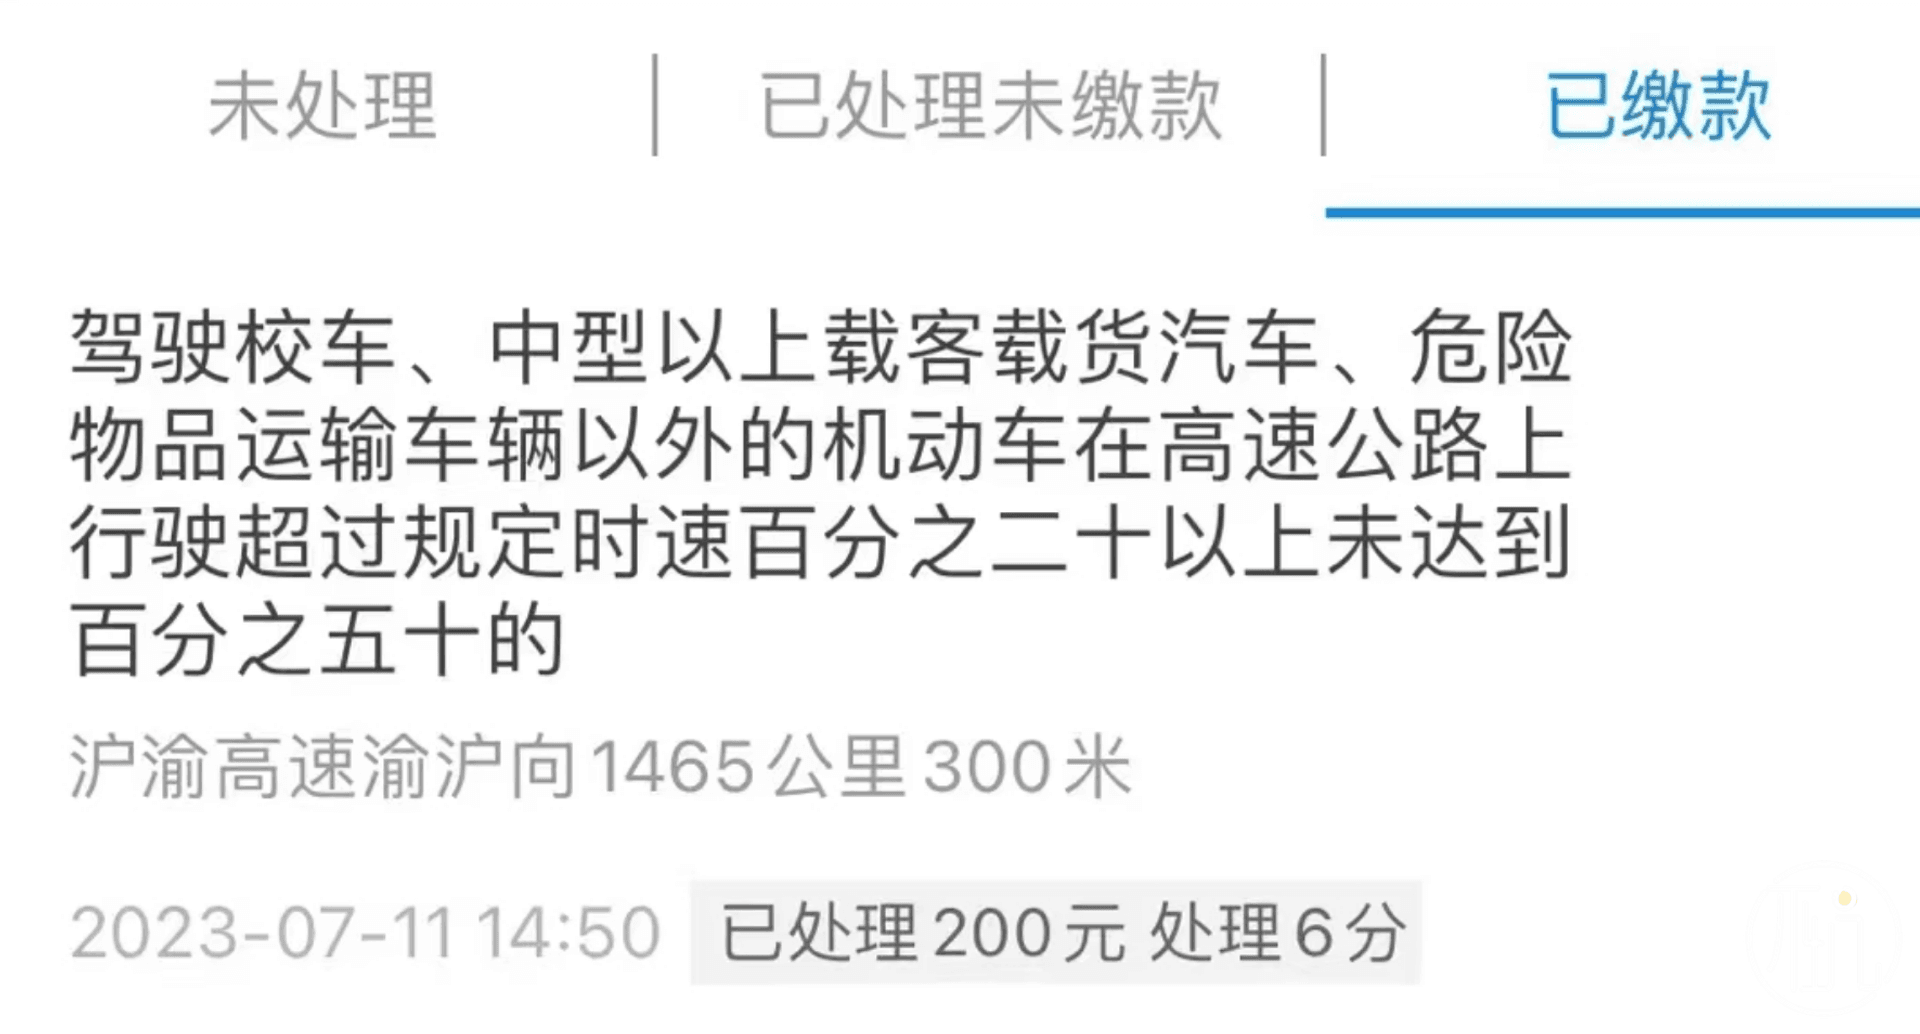 未处理 已处理未缴款 已缴款
驾驶校车、中型以上载客载货汽车、危险
物品运输车辆以外的机动车在高速公路上
行驶超过规定时速百分之二十以上未达到
百分之五十的
沪渝高速渝沪向1465公里300米
2023-07-11 14:50 已处理200元 处理6分